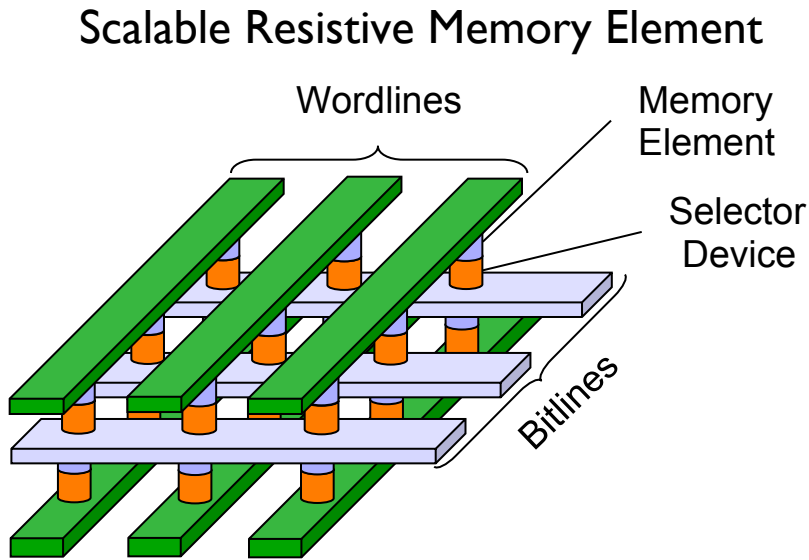 Scalable Resistive Memory Element
Wordlines
Memory
Element
Selector
Device
Bitlines